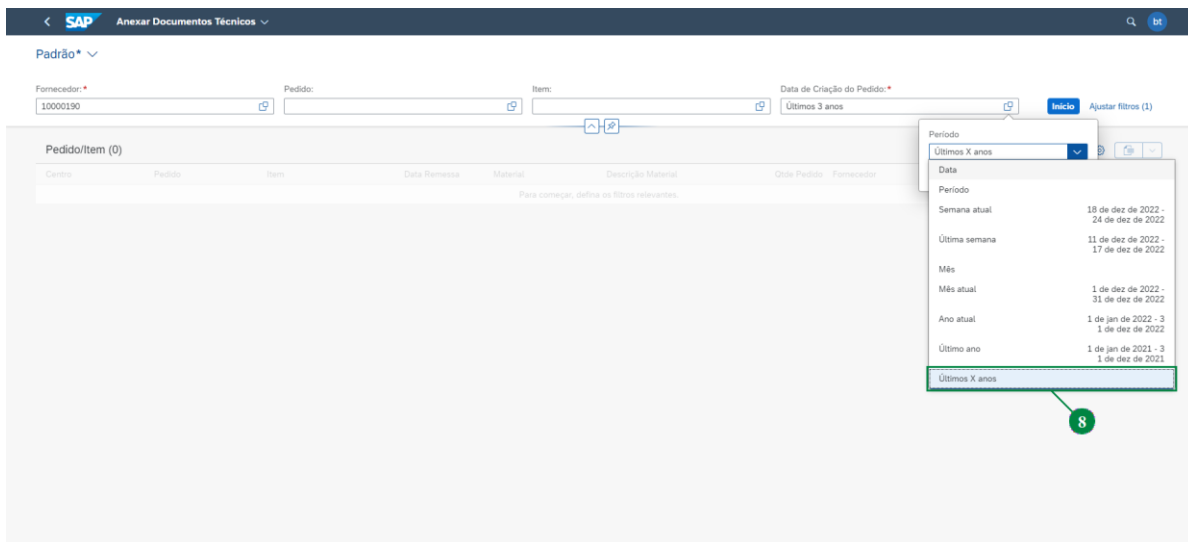 SAP Anexar Documentos Técnicos bt
Padrão*
Fornecedor:* Pedido: Item: Data de Criação do Pedido:*
10000190 Últimos 3 anos Início Ajustar filtros (1)
Período
Pedido/Item (0) Últimos X anos
Centro Pedido Item Data Remessa Material Descrição Material Qtde Pedido Fornecedor
Para começar, defina os filtros relevantes.
Data
Período
Semana atual 18 de dez de 2022 -
24 de dez de 2022
Última semana 11 de dez de 2022 -
17 de dez de 2022
Mês
Mês atual 1 de dez de 2022 -
31 de dez de 2022
Ano atual 1 de jan de 2022 - 3
1 de dez de 2022
Último ano 1 de jan de 2021 - 3
1 de dez de 2021
Últimos X anos
8